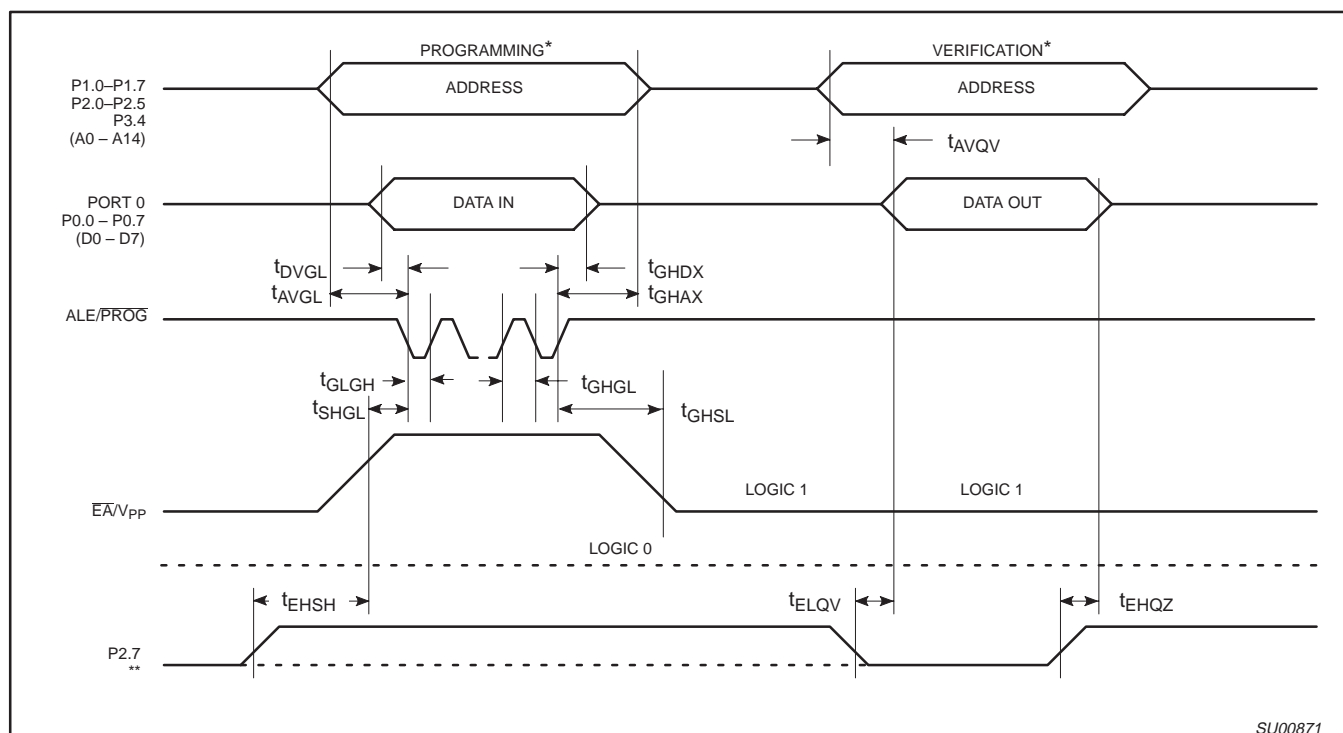 PROGRAMMING*
VERIFICATION*
P1.0–P1.7
P2.0–P2.5
P3.4
(A0 – A14)
ADDRESS
ADDRESS
tAVQV
PORT 0
P0.0 – P0.7
(D0 – D7)
DATA IN
DATA OUT
tDVGL
tGHDX
tAVGL
tGHAX
ALE/PROG
tGLGH
tGHGL
tSHGL
tGHSL
EA/VPP
LOGIC 1
LOGIC 1
LOGIC 0
tEHSH
tELQV
tEHQZ
P2.7
**
SU00871